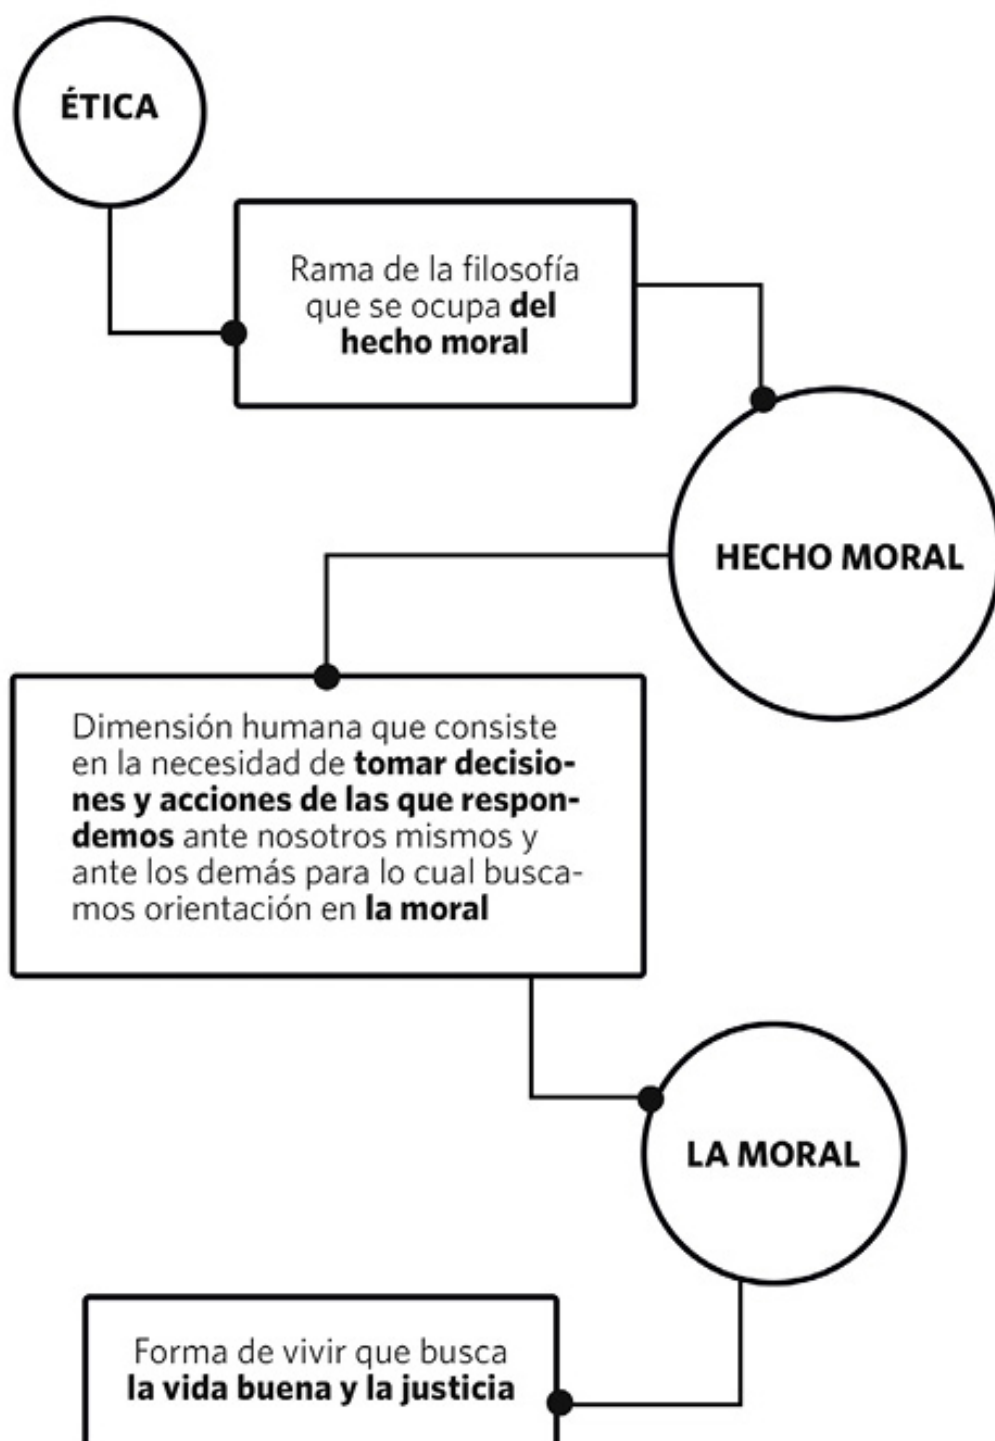 ÉTICA
Rama de la filosofía
que se ocupa del
hecho moral
HECHO MORAL
Dimensión humana que consiste
en la necesidad de tomar decisio-
nes y acciones de las que respon-
demos ante nosotros mismos y
ante los demás para lo cual busca-
mos orientación en la moral
LA MORAL
Forma de vivir que busca
la vida buena y la justicia